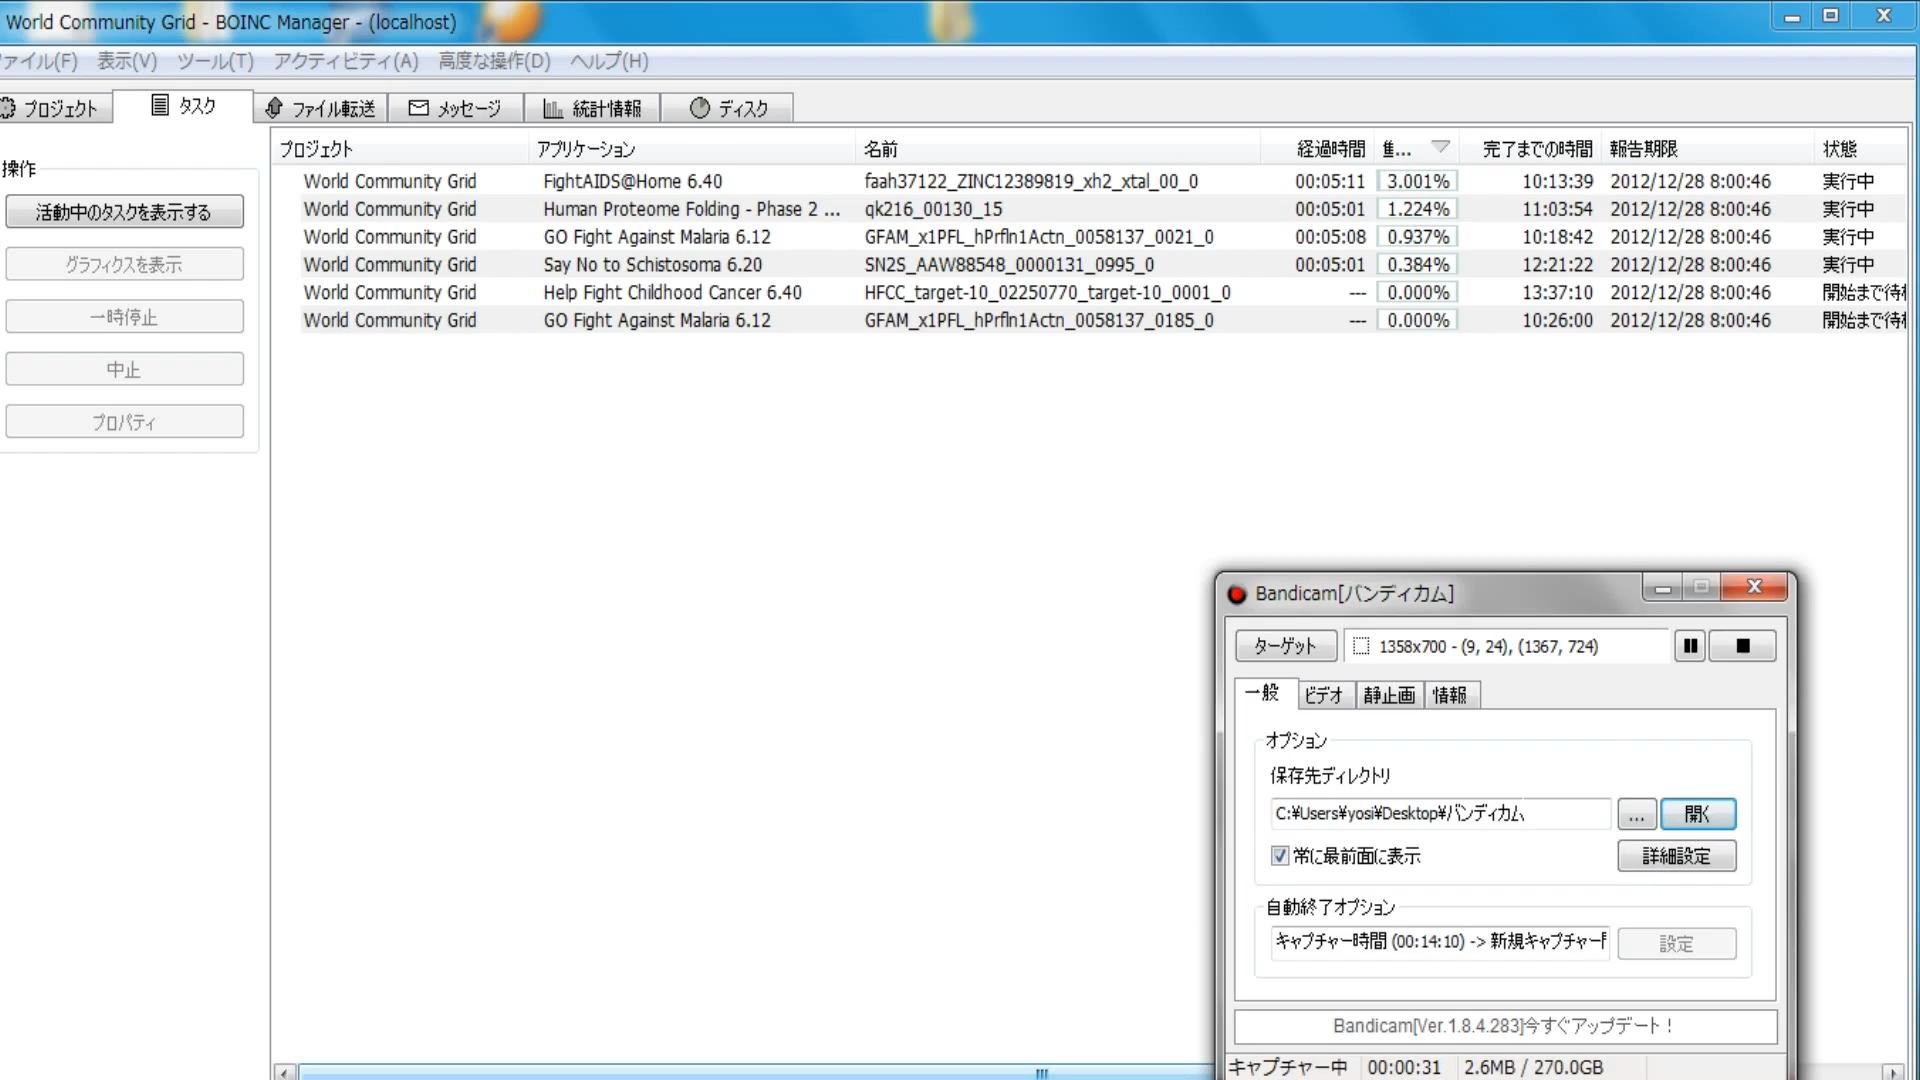 World Community Grid - BOINC Manager - (localhost)
ァイル(F) 表示(V) ツール(T) アクティビティ(A) 高度な操作(D) ヘルプ(H)
プロジェクト タスク ファイル転送 メッセージ 統計情報 ディスク
操作
活動中のタスクを表示する
グラフィクスを表示
一時停止
中止
プロパティ
プロジェクト アプリケーション 名前 経過時間 進... 完了までの時間 報告期限 状態
World Community Grid FightAIDS@Home 6.40 faah37122_ZINC12389819_xh2_xtal_00_0 00:05:11 3.001% 10:13:39 2012/12/28 8:00:46 実行中
World Community Grid Human Proteome Folding - Phase 2 ... qk216_00130_15 00:05:01 1.224% 11:03:54 2012/12/28 8:00:46 実行中
World Community Grid GO Fight Against Malaria 6.12 GFAM_x1PFL_hPrfln1Actn_0058137_0021_0 00:05:08 0.937% 10:18:42 2012/12/28 8:00:46 実行中
World Community Grid Say No to Schistosoma 6.20 SN2S_AAW88548_0000131_0995_0 00:05:01 0.384% 12:21:22 2012/12/28 8:00:46 実行中
World Community Grid Help Fight Childhood Cancer 6.40 HFCC_target-10_02250770_target-10_0001_0 --- 0.000% 13:37:10 2012/12/28 8:00:46 開始まで待
World Community Grid GO Fight Against Malaria 6.12 GFAM_x1PFL_hPrfln1Actn_0058137_0185_0 --- 0.000% 10:26:00 2012/12/28 8:00:46 開始まで待
Bandicam[バンディカム]
ターゲット 1358x700 - (9, 24), (1367, 724)
一般 ビデオ 静止画 情報
オプション
保存先ディレクトリ
C:¥Users¥yosi¥Desktop¥バンディカム ... 開く
常に最前面に表示 詳細設定
自動終了オプション
キャプチャー時間 (00:14:10) -> 新規キャプチャー 設定
Bandicam[Ver.1.8.4.283]今すぐアップデート！
キャプチャー中 00:00:31 2.6MB / 270.0GB